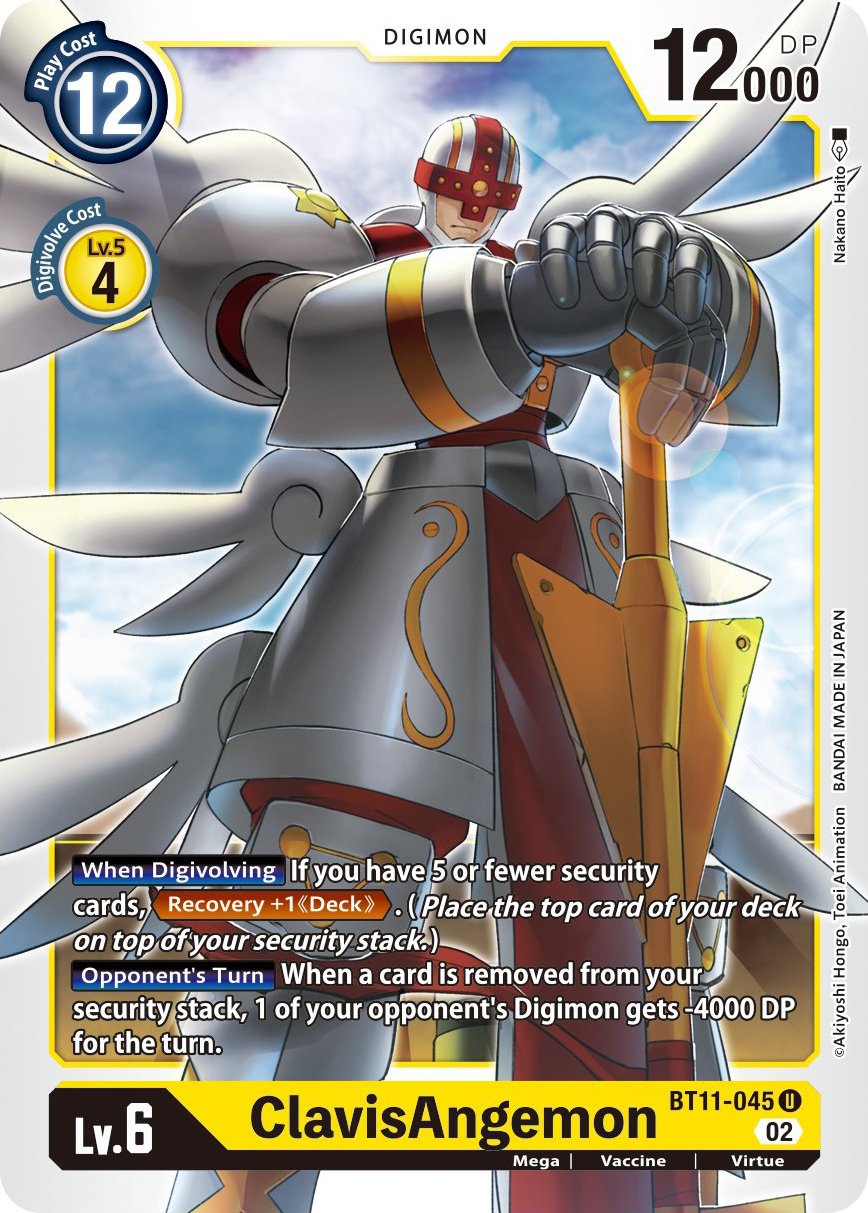 DIGIMON
Play Cost
12
DP
12000
Digivolve Cost
Lv.5
4
Nakano Haito
When Digivolving If you have 5 or fewer security
cards, Recovery +1《Deck》. (Place the top card of your deck
on top of your security stack.)
Opponent's Turn When a card is removed from your
security stack, 1 of your opponent's Digimon gets -4000 DP
for the turn.
©Akiyoshi Hongo, Toei Animation BANDAI MADE IN JAPAN
Lv.6
ClavisAngemon
BT11-045 U
02
Mega | Vaccine | Virtue